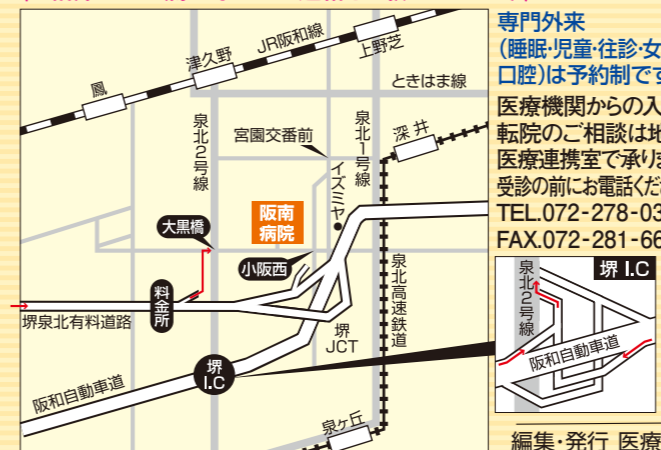 専門外来
(睡眠・児童・往診・女
口腔)は予約制です
医療機関からの入
転院のご相談は地
医療連携室で承りま
受診の前にお電話くだ
TEL.072-278-03
FAX.072-281-66
JR阪和線
鳳
津久野
上野芝
ときはま線
泉北2号線
宮園交番前
泉北1号線
深井
イズミヤ
阪南
病院
大黒橋
小阪西
料金所
堺泉北有料道路
堺
JCT
泉北高速鉄道
阪和自動車道
堺
I.C
泉ヶ丘
堺 I.C
泉北2号線
阪和自動車道
編集・発行 医療